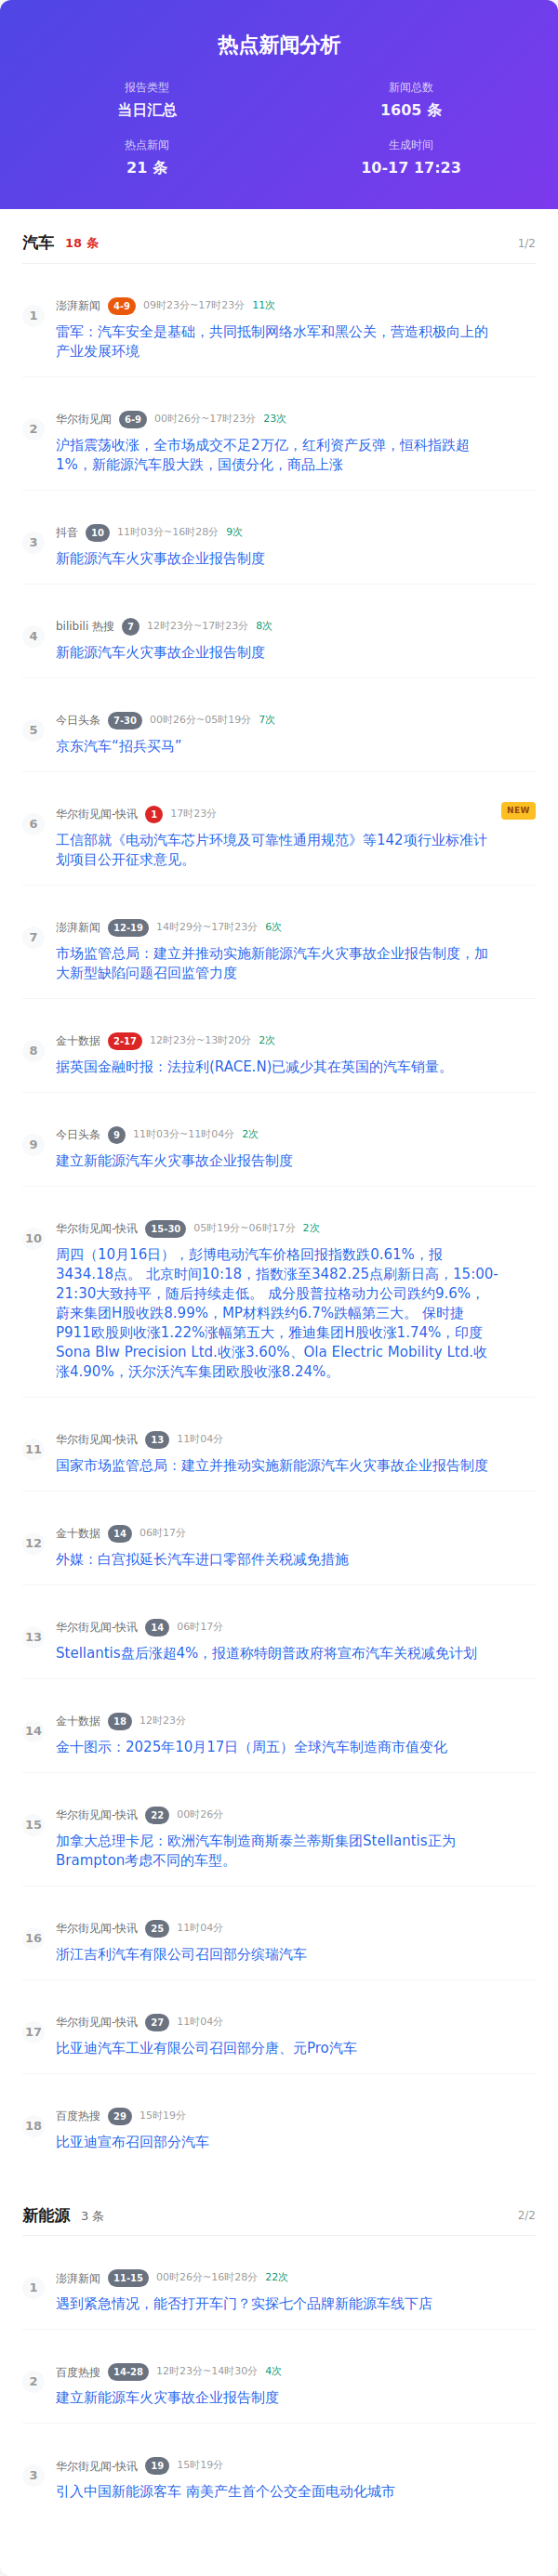 热点新闻分析
报告类型
当日汇总
新闻总数
1605 条
热点新闻
21 条
生成时间
10-17 17:23
汽车 18 条 1/2
1
澎湃新闻 4-9 09时23分~17时23分 11次
雷军：汽车安全是基础，共同抵制网络水军和黑公关，营造积极向上的
产业发展环境
2
华尔街见闻 6-9 00时26分~17时23分 23次
沪指震荡收涨，全市场成交不足2万亿，红利资产反弹，恒科指跌超
1%，新能源汽车股大跌，国债分化，商品上涨
3
抖音 10 11时03分~16时28分 9次
新能源汽车火灾事故企业报告制度
4
bilibili 热搜 7 12时23分~17时23分 8次
新能源汽车火灾事故企业报告制度
5
今日头条 7-30 00时26分~05时19分 7次
京东汽车“招兵买马”
6
华尔街见闻-快讯 1 17时23分 NEW
工信部就《电动汽车芯片环境及可靠性通用规范》等142项行业标准计
划项目公开征求意见。
7
澎湃新闻 12-19 14时29分~17时23分 6次
市场监管总局：建立并推动实施新能源汽车火灾事故企业报告制度，加
大新型缺陷问题召回监管力度
8
金十数据 2-17 12时23分~13时20分 2次
据英国金融时报：法拉利(RACE.N)已减少其在英国的汽车销量。
9
今日头条 9 11时03分~11时04分 2次
建立新能源汽车火灾事故企业报告制度
10
华尔街见闻-快讯 15-30 05时19分~06时17分 2次
周四（10月16日），彭博电动汽车价格回报指数跌0.61%，报
3434.18点。 北京时间10:18，指数涨至3482.25点刷新日高，15:00-
21:30大致持平，随后持续走低。 成分股普拉格动力公司跌约9.6%，
蔚来集团H股收跌8.99%，MP材料跌约6.7%跌幅第三大。 保时捷
P911欧股则收涨1.22%涨幅第五大，雅迪集团H股收涨1.74%，印度
Sona Blw Precision Ltd.收涨3.60%、Ola Electric Mobility Ltd.收
涨4.90%，沃尔沃汽车集团欧股收涨8.24%。
11
华尔街见闻-快讯 13 11时04分
国家市场监管总局：建立并推动实施新能源汽车火灾事故企业报告制度
12
金十数据 14 06时17分
外媒：白宫拟延长汽车进口零部件关税减免措施
13
华尔街见闻-快讯 14 06时17分
Stellantis盘后涨超4%，报道称特朗普政府将宣布汽车关税减免计划
14
金十数据 18 12时23分
金十图示：2025年10月17日（周五）全球汽车制造商市值变化
15
华尔街见闻-快讯 22 00时26分
加拿大总理卡尼：欧洲汽车制造商斯泰兰蒂斯集团Stellantis正为
Brampton考虑不同的车型。
16
华尔街见闻-快讯 25 11时04分
浙江吉利汽车有限公司召回部分缤瑞汽车
17
华尔街见闻-快讯 27 11时04分
比亚迪汽车工业有限公司召回部分唐、元Pro汽车
18
百度热搜 29 15时19分
比亚迪宣布召回部分汽车
新能源 3 条 2/2
1
澎湃新闻 11-15 00时26分~16时28分 22次
遇到紧急情况，能否打开车门？实探七个品牌新能源车线下店
2
百度热搜 14-28 12时23分~14时30分 4次
建立新能源车火灾事故企业报告制度
3
华尔街见闻-快讯 19 15时19分
引入中国新能源客车 南美产生首个公交全面电动化城市